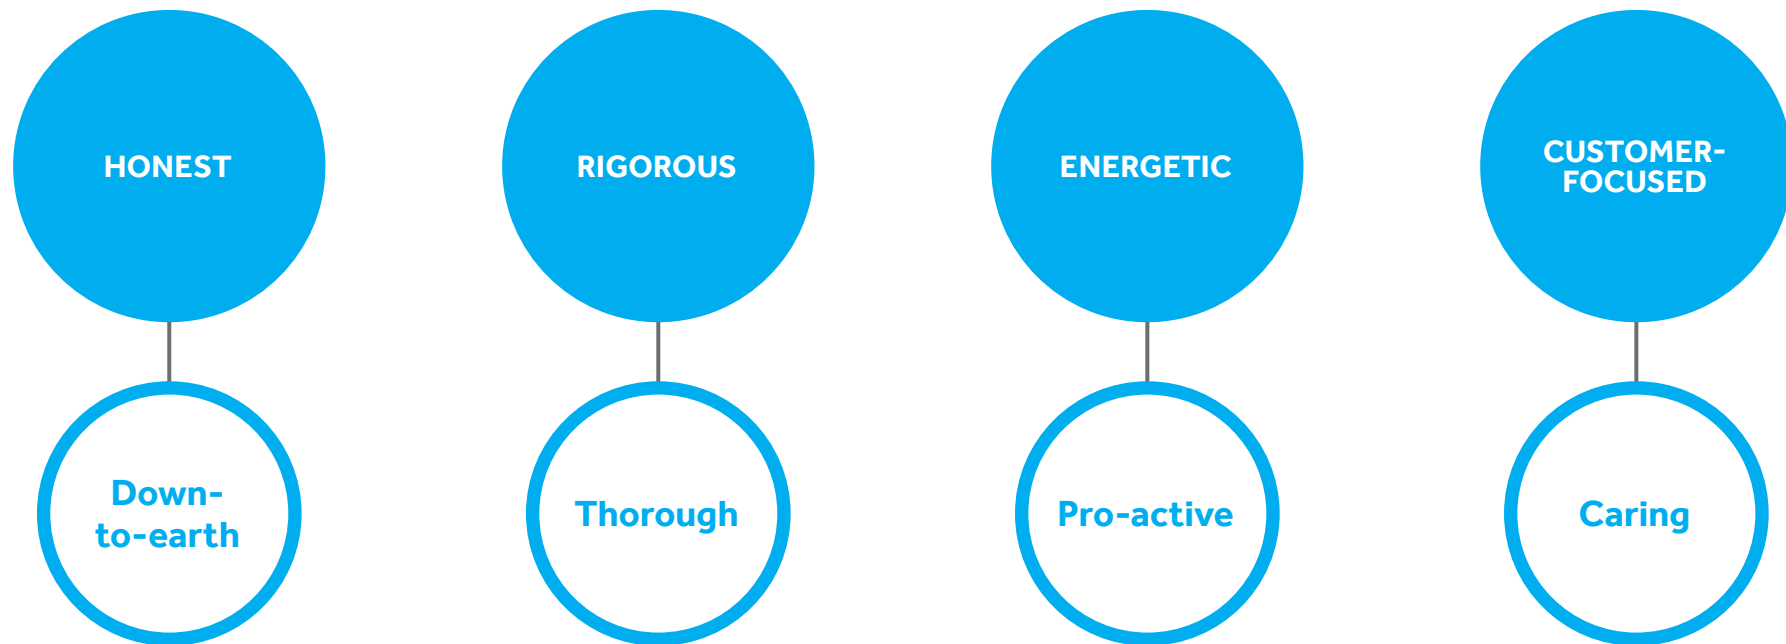 HONEST
RIGOROUS
ENERGETIC
CUSTOMER-
FOCUSED
Down-
to-earth
Thorough
Pro-active
Caring